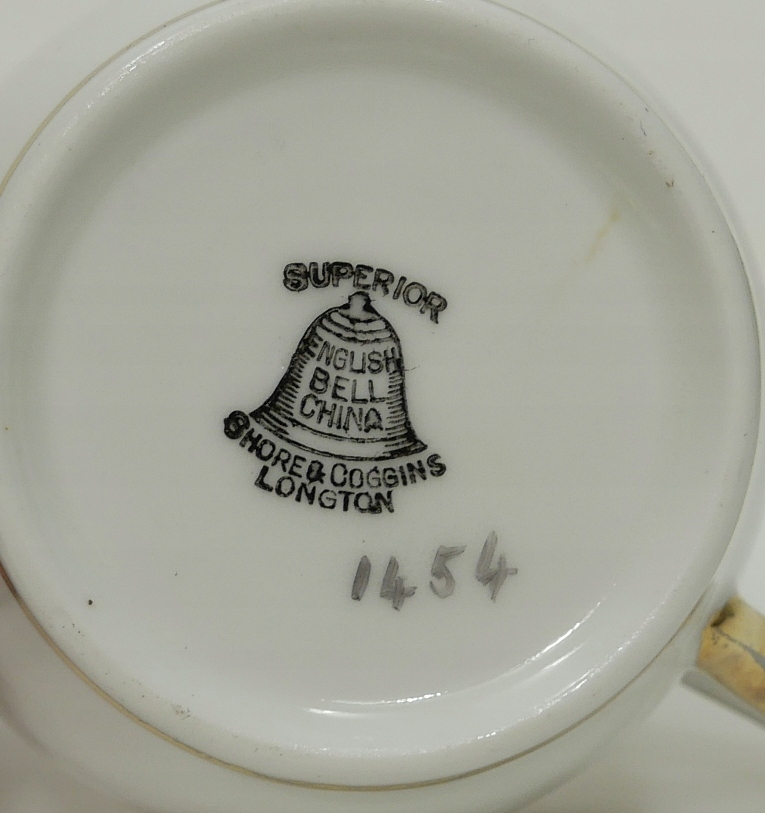 SUPERIOR
ENGLISH
BELL
CHINA
SHORE & COGGINS
LONGTON
1454